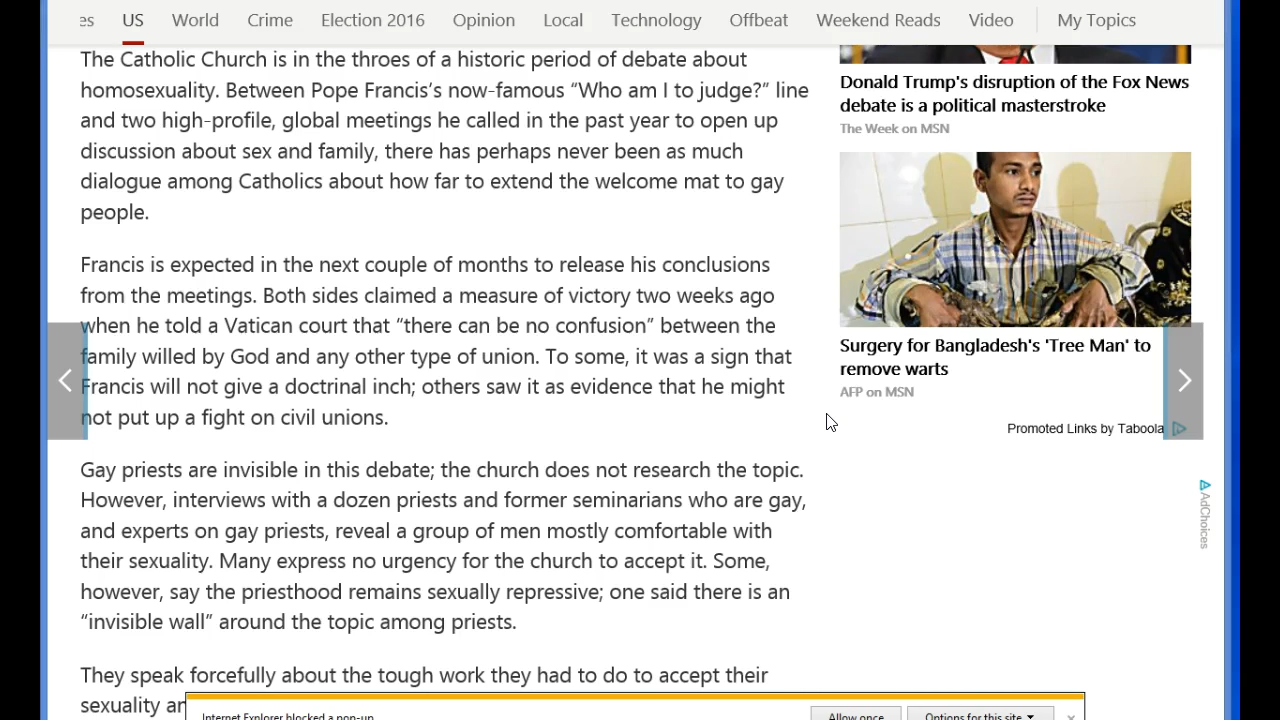 es US World Crime Election 2016 Opinion Local Technology Offbeat Weekend Reads Video My Topics
The Catholic Church is in the throes of a historic period of debate about
homosexuality. Between Pope Francis’s now-famous “Who am I to judge?” line
and two high-profile, global meetings he called in the past year to open up
discussion about sex and family, there has perhaps never been as much
dialogue among Catholics about how far to extend the welcome mat to gay
people.
Francis is expected in the next couple of months to release his conclusions
from the meetings. Both sides claimed a measure of victory two weeks ago
when he told a Vatican court that “there can be no confusion” between the
family willed by God and any other type of union. To some, it was a sign that
Francis will not give a doctrinal inch; others saw it as evidence that he might
not put up a fight on civil unions.
Gay priests are invisible in this debate; the church does not research the topic.
However, interviews with a dozen priests and former seminarians who are gay,
and experts on gay priests, reveal a group of men mostly comfortable with
their sexuality. Many express no urgency for the church to accept it. Some,
however, say the priesthood remains sexually repressive; one said there is an
“invisible wall” around the topic among priests.
They speak forcefully about the tough work they had to do to accept their
sexuality an
Donald Trump's disruption of the Fox News
debate is a political masterstroke
The Week on MSN
Surgery for Bangladesh's 'Tree Man' to
remove warts
AFP on MSN
Promoted Links by Taboola
AdChoices
Internet Explorer blocked a pop-up
Allow once
Options for this site